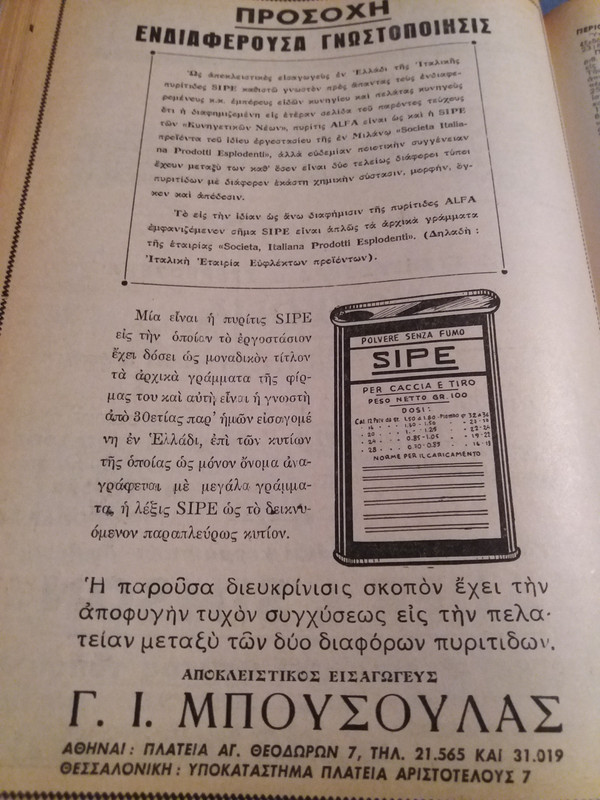 ΠΡΟΣΟΧΗ
ΕΝΔΙΑΦΕΡΟΥΣΑ ΓΝΩΣΤΟΠΟΙΗΣΙΣ
Ὡς ἀποκλειστικὸς εἰσαγωγεὺς ἐν Ἑλλάδι τῆς Ἰταλικῆς
πυρίτιδος SIPE καθιστῶ γνωστὸν πρὸς ἅπαντας τοὺς ἐνδιαφε-
ρομένους κ.κ. ἐμπόρους εἰδῶν κυνηγίου καὶ πελάτας κυνηγοὺς
ὅτι ἡ διαφημιζομένη εἰς ἑτέραν σελίδα τοῦ παρόντος τεύχους
τῶν «Κυνηγετικῶν Νέων», πυρίτις ALFA εἶναι ὡς καὶ ἡ SIPE
προϊόντα τοῦ ἰδίου ἐργοστασίου τῆς ἐν Μιλάνῳ «Societa Italia-
na Prodotti Esplodenti», ἀλλὰ οὐδεμίαν ποιοτικὴν συγγένειαν
ἔχουν μεταξύ των καθ' ὅσον εἶναι δύο τελείως διάφοροι τύποι
πυρίτιδων μὲ διάφορον ἑκάστη χημικὴν σύστασιν, μορφήν, ὄγ-
κον καὶ ἀπόδοσιν.
Τὸ εἰς τὴν ἰδίαν ὡς ἄνω διαφήμισιν τῆς πυρίτιδος ALFA
ἐμφανιζόμενον σῆμα SIPE εἶναι ἁπλῶς τὰ ἀρχικὰ γράμματα
τῆς ἑταιρίας «Societa, Italiana Prodotti Esplodenti». (Δηλαδή :
Ἰταλικὴ Ἑταιρία Εὐφλέκτων προϊόντων).
Μία εἶναι ἡ πυρίτις SIPE
εἰς τὴν ὁποίαν τὸ ἐργοστάσιον
ἔχει δόσει ὡς μοναδικὸν τίτλον
τὰ ἀρχικὰ γράμματα τῆς φίρ-
μας του καὶ αὐτὴ εἶναι ἡ γνωστὴ
ἀπὸ 30ετίας παρ' ἡμῶν εἰσαγομέ
νη ἐν Ἑλλάδι, ἐπὶ τῶν κυτίων
τῆς ὁποίας ὡς μόνον ὄνομα ἀνα-
γράφεται μὲ μεγάλα γράμμα-
τα, ἡ λέξις SIPE ὡς τὸ δεικνυ-
όμενον παραπλεύρως κυτίον.
POLVERE SENZA FUMO
SIPE
PER CACCIA E TIRO
PESO NETTO GR. 100
DOSI:
NORME PER IL CARICAMENTO
Ἡ παροῦσα διευκρίνισις σκοπὸν ἔχει τὴν
ἀποφυγὴν τυχὸν συγχύσεως εἰς τὴν πελα-
τείαν μεταξὺ τῶν δύο διαφόρων πυριτιδων.
ΑΠΟΚΛΕΙΣΤΙΚΟΣ ΕΙΣΑΓΩΓΕΥΣ
Γ. Ι. ΜΠΟΥΣΟΥΛΑΣ
ΑΘΗΝΑΙ : ΠΛΑΤΕΙΑ ΑΓ. ΘΕΟΔΩΡΩΝ 7, ΤΗΛ. 21.565 ΚΑΙ 31.019
ΘΕΣΣΑΛΟΝΙΚΗ : ΥΠΟΚΑΤΑΣΤΗΜΑ ΠΛΑΤΕΙΑ ΑΡΙΣΤΟΤΕΛΟΥΣ 7